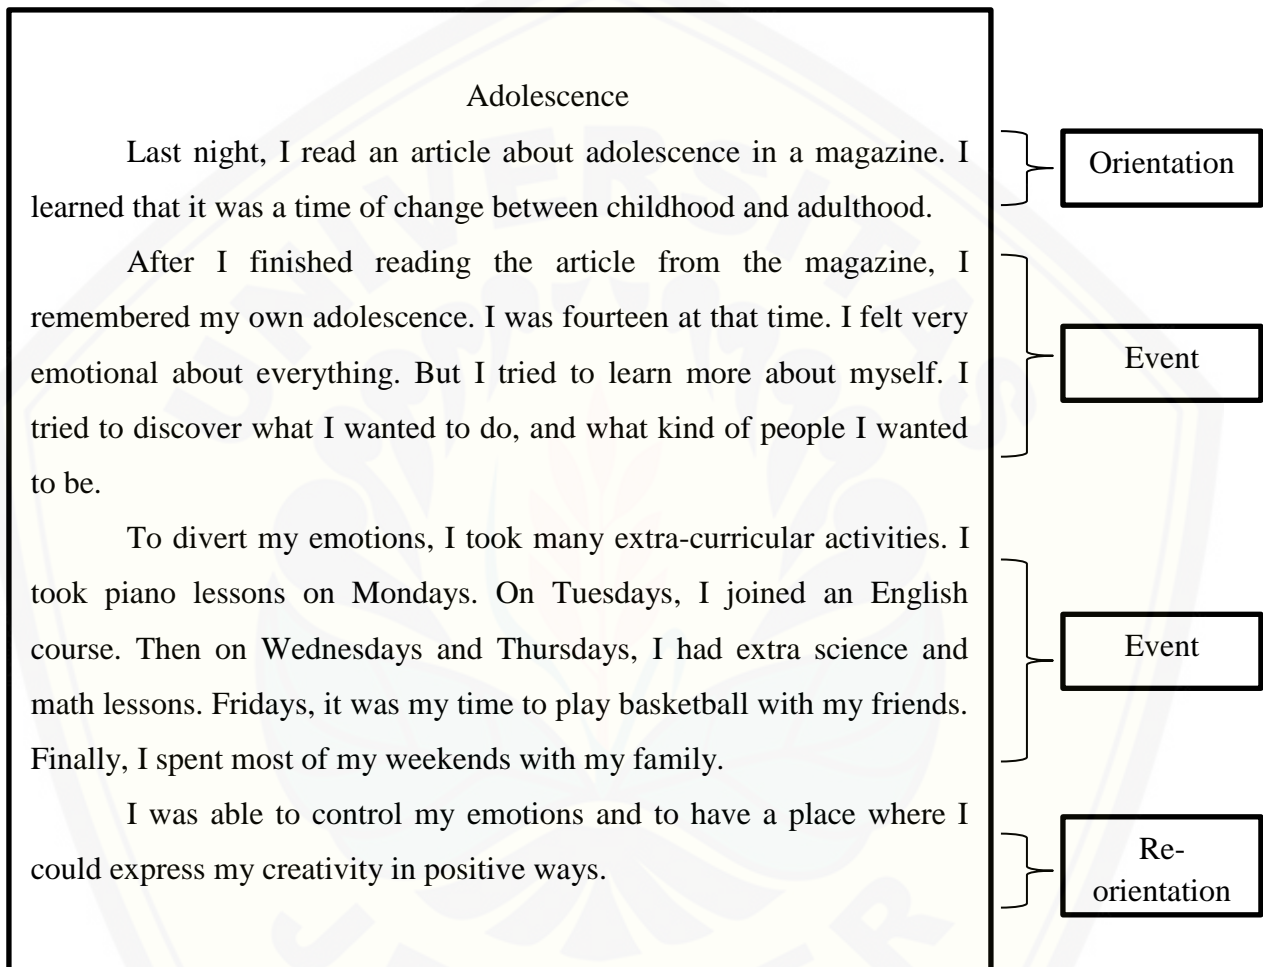 Adolescence
Last night, I read an article about adolescence in a magazine. I
learned that it was a time of change between childhood and adulthood.
Orientation
After I finished reading the article from the magazine, I
remembered my own adolescence. I was fourteen at that time. I felt very
emotional about everything. But I tried to learn more about myself. I
tried to discover what I wanted to do, and what kind of people I wanted
to be.
Event
To divert my emotions, I took many extra-curricular activities. I
took piano lessons on Mondays. On Tuesdays, I joined an English
course. Then on Wednesdays and Thursdays, I had extra science and
math lessons. Fridays, it was my time to play basketball with my friends.
Finally, I spent most of my weekends with my family.
Event
I was able to control my emotions and to have a place where I
could express my creativity in positive ways.
Re-
orientation
UNIVERSITAS